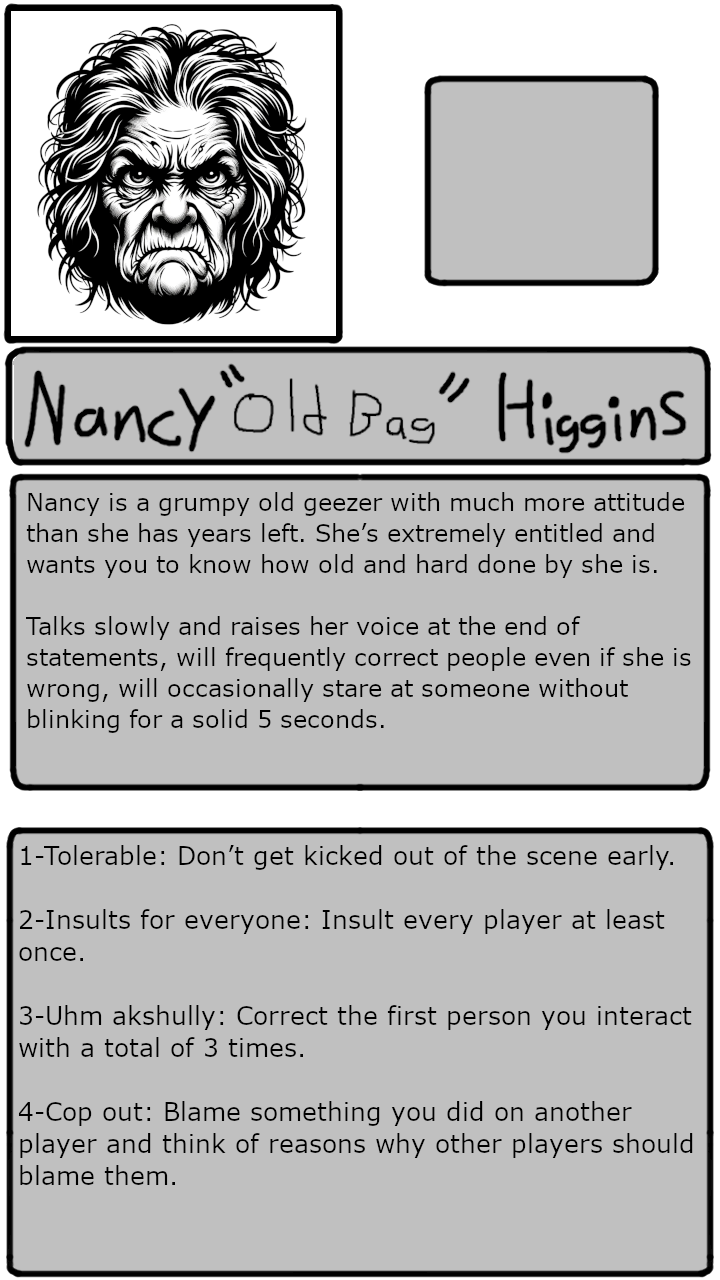 Nancy "Old Bag" Higgins
Nancy is a grumpy old geezer with much more attitude
than she has years left. She’s extremely entitled and
wants you to know how old and hard done by she is.
Talks slowly and raises her voice at the end of
statements, will frequently correct people even if she is
wrong, will occasionally stare at someone without
blinking for a solid 5 seconds.
1-Tolerable: Don’t get kicked out of the scene early.
2-Insults for everyone: Insult every player at least
once.
3-Uhm akshully: Correct the first person you interact
with a total of 3 times.
4-Cop out: Blame something you did on another
player and think of reasons why other players should
blame them.